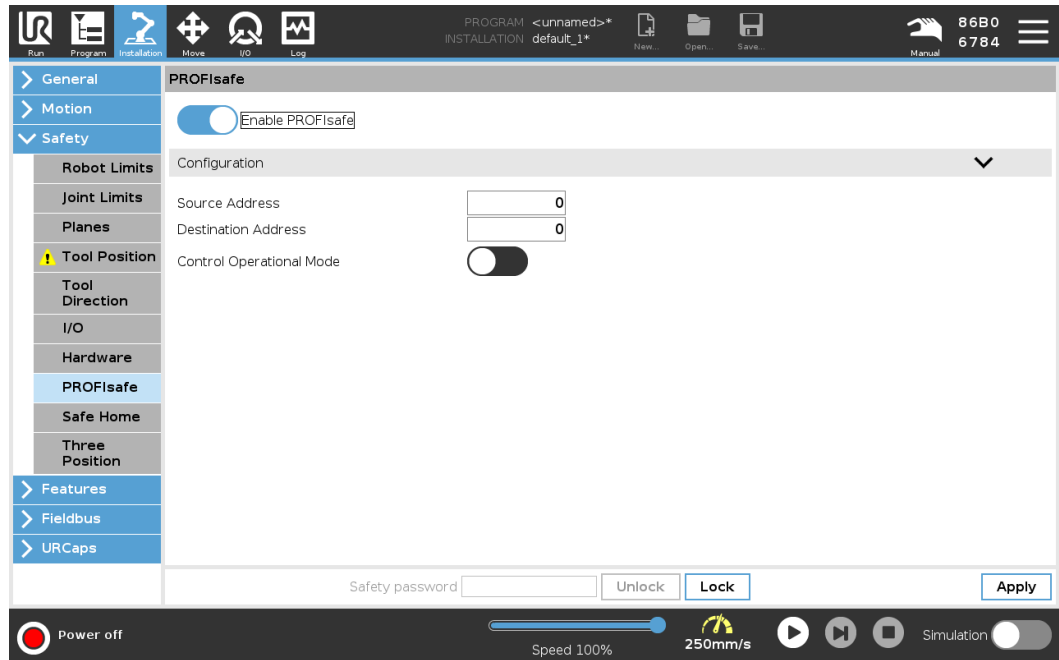 UR
Run
Program
Installation
Move
I/O
Log
PROGRAM <unnamed>*
INSTALLATION default_1*
New...
Open...
Save...
Manual
86B0
6784
General
Motion
Safety
Robot Limits
Joint Limits
Planes
Tool Position
Tool
Direction
I/O
Hardware
PROFIsafe
Safe Home
Three
Position
Features
Fieldbus
URCaps
PROFIsafe
Enable PROFIsafe
Configuration
Source Address 0
Destination Address 0
Control Operational Mode
Safety password Unlock Lock Apply
Power off
Speed 100%
250mm/s
Simulation